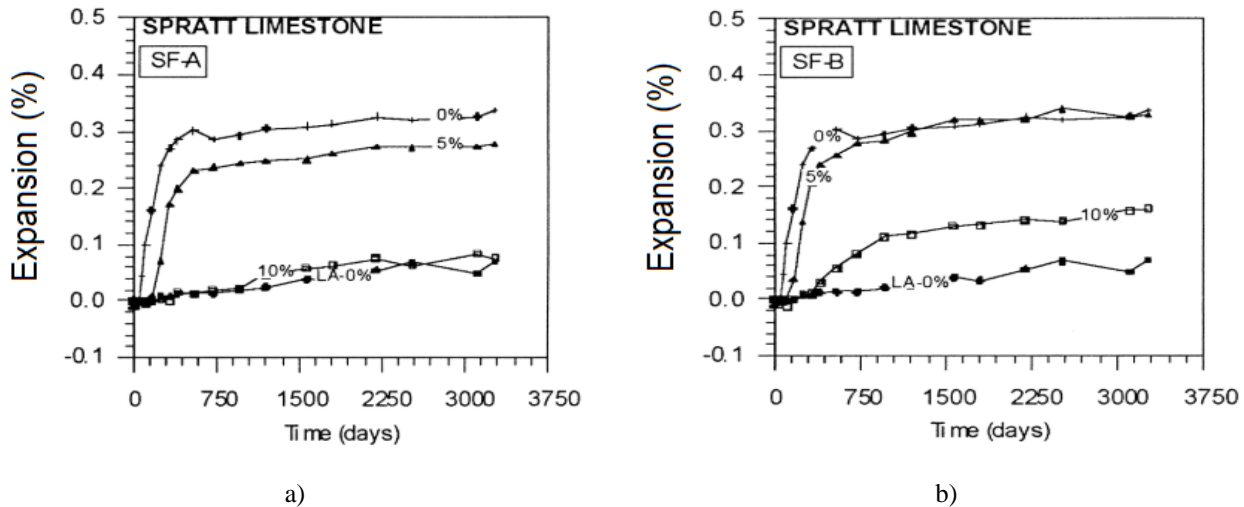 SPRATT LIMESTONE
SF-A
Expansion (%)
0.5
0.4
0.3
0.2
0.1
0.0
-0.1
0%
5%
10%
LA-0%
0 750 1500 2250 3000 3750
Time (days)
a)
SPRATT LIMESTONE
SF-B
Expansion (%)
0.5
0.4
0.3
0.2
0.1
0.0
-0.1
0%
5%
10%
LA-0%
0 750 1500 2250 3000 3750
Time (days)
b)